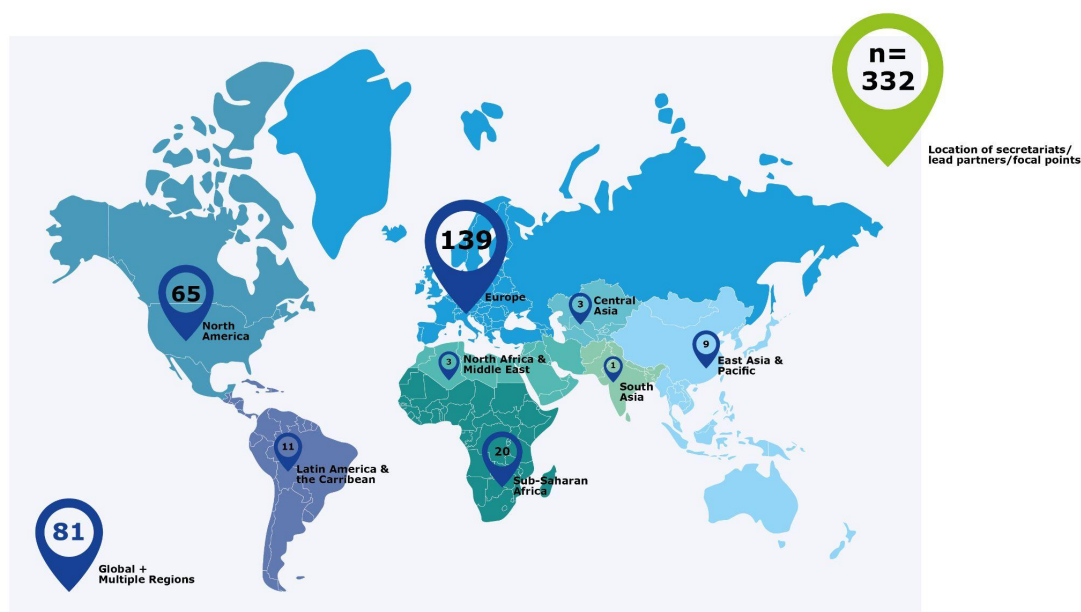 n=
332
Location of secretariats/
lead partners/focal points
139
Europe
65
North
America
3
Central
Asia
9
East Asia &
Pacific
3
North Africa &
Middle East
1
South
Asia
11
Latin America &
the Carribean
20
Sub-Saharan
Africa
81
Global +
Multiple Regions